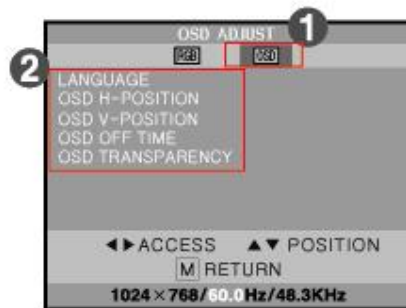 OSD ADJUST
1
RGB OSD
2
LANGUAGE
OSD H-POSITION
OSD V-POSITION
OSD OFF TIME
OSD TRANSPARENCY
◀▶ACCESS ▲▼ POSITION
M RETURN
1024×768/60.0Hz/48.3KHz